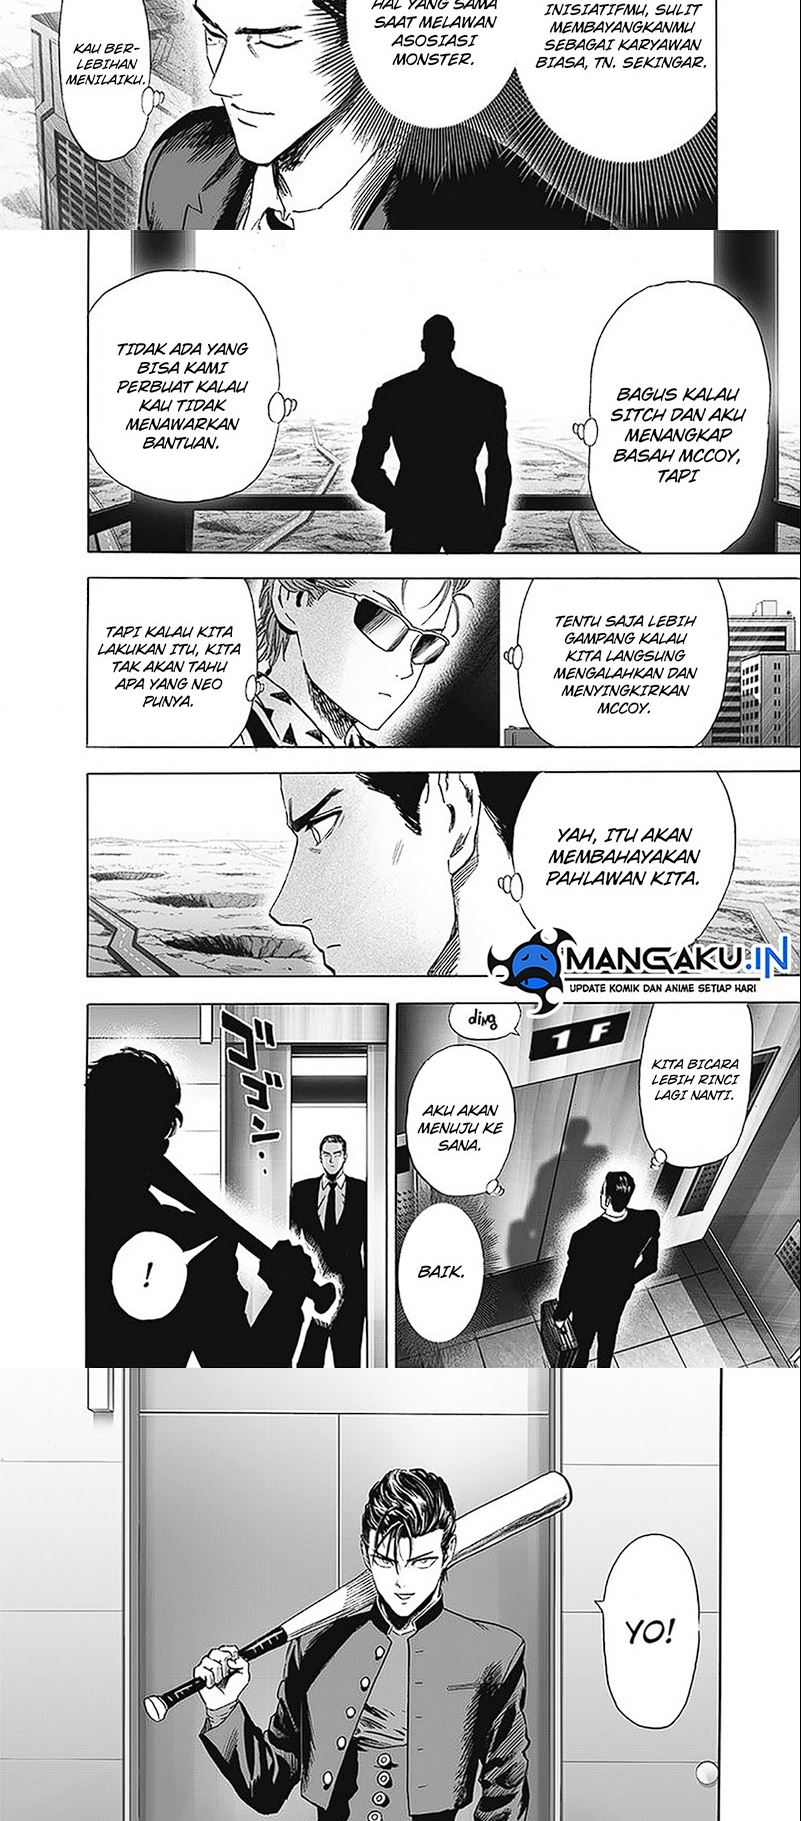 HAL YANG SAMA
SAAT MELAWAN
ASOSIASI
MONSTER.
INISIATIFMU, SULIT
MEMBAYANGKANMU
SEBAGAI KARYAWAN
BIASA, TN. SEKINGAR.
KAU BER-
LEBIHAN
MENILAIKU.
BAGUS KALAU
SITCH DAN AKU
MENANGKAP
BASAH MCCOY,
TAPI
TIDAK ADA YANG
BISA KAMI
PERBUAT KALAU
KAU TIDAK
MENAWARKAN
BANTUAN.
TENTU SAJA LEBIH
GAMPANG KALAU
KITA LANGSUNG
MENGALAHKAN DAN
MENYINGKIRKAN
MCCOY.
TAPI KALAU KITA
LAKUKAN ITU, KITA
TAK AKAN TAHU
APA YANG NEO
PUNYA.
YAH, ITU AKAN
MEMBAHAYAKAN
PAHLAWAN KITA.
MANGAKU.IN
UPDATE KOMIK DAN ANIME SETIAP HARI
KITA BICARA
LEBIH RINCI
LAGI NANTI.
ding
1F
AKU AKAN
MENUJU KE
SANA.
BAIK.
ゴゴン..
!
YO!